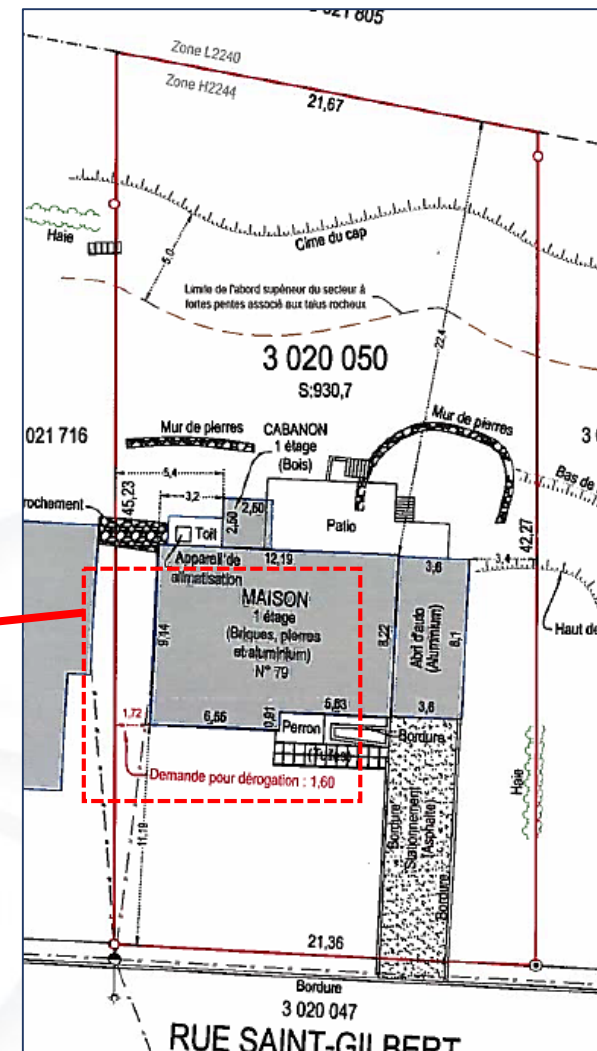 021 805
Zone L2240
Zone H2244
21,67
Haie
Cime du cap
5,0
Limite de l'abord supérieur du secteur à
fortes pentes associé aux talus rocheux
22,4
3 020 050
S:930,7
021 716
Mur de pierres
CABANON
1 étage
(Bois)
Mur de pierres
Bas de
5,4
3,2
45,23
2,50
2,50
rochement
Toit
Patio
42,27
Appareil de
climatisation
12,19
3,6
3,4
MAISON
1 étage
(Briques, pierres
et aluminium)
N° 79
9,14
8,22
Abri d'auto
(Aluminium)
8,1
Haut de
6,66
0,91
5,53
3,6
1,72
Perron
Bordure
Demande pour dérogation : 1,60
Haie
11,19
Bordure
Stationnement
(Asphalte)
Bordure
21,36
Bordure
3 020 047
RUE SAINT-GILBERT